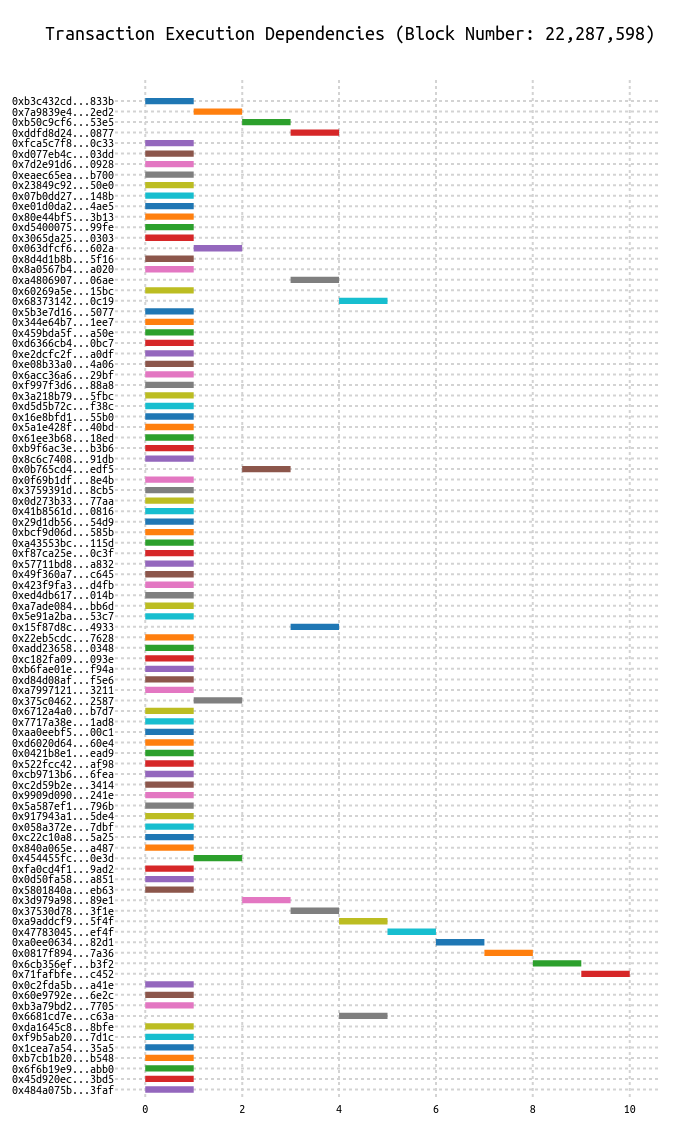 Transaction Execution Dependencies (Block Number: 22,287,598)
0xb3c432cd...833b
0x7a9839e4...2ed2
0xb50c9cf6...53e5
0xddfd8d24...0877
0xfca5c7f8...0c33
0xd077eb4c...03dd
0x7d2e91d6...0928
0xeaec65ea...b700
0x23849c92...50e0
0x07b0dd27...148b
0xe01d0da2...4ae5
0x80e44bf5...3b13
0xd5400075...99fe
0x3065da25...0303
0x063dfcf6...602a
0x8d4d1b8b...5f16
0x8a0567b4...a020
0xa4806907...06ae
0x60269a5e...15bc
0x68373142...0c19
0x5b3e7d16...5077
0x344e64b7...1ee7
0x459bda5f...a50e
0xd6366cb4...0bc7
0xe2dcfc2f...a0df
0xe08b33a0...4a06
0x6acc36a6...29bf
0xf997f3d6...88a8
0x3a218b79...5fbc
0xd5d5b72c...f38c
0x16e8bfd1...55b0
0x5a1e428f...40bd
0x61ee3b68...18ed
0xb9f6ac3e...b3b6
0x8c6c7408...91db
0x0b765cd4...edf5
0x0f69b1df...8e4b
0x3759391d...8cb5
0x0d273b33...77aa
0x41b8561d...0816
0x29d1db56...54d9
0xbcf9d06d...585b
0xa43553bc...115d
0xf87ca25e...0c3f
0x57711bd8...a832
0x49f360a7...c645
0x423f9fa3...d4fb
0xed4db617...014b
0xa7ade084...bb6d
0x5e91a2ba...53c7
0x15f87d8c...4933
0x22eb5cdc...7628
0xadd23658...0348
0xc182fa09...093e
0xb6fae01e...f94a
0xd84d08af...f5e6
0xa7997121...3211
0x375c0462...2587
0x6712a4a0...b7d7
0x7717a38e...1ad8
0xaa0eebf5...00c1
0xd6020d64...60e4
0x0421b8e1...ead9
0x522fcc42...af98
0xcb9713b6...6fea
0xc2d59b2e...3414
0x9909d090...241e
0x5a587ef1...796b
0x917943a1...5de4
0x058a372e...7dbf
0xc22c10a8...5a25
0x840a065e...a487
0x454455fc...0e3d
0xfa0cd4f1...9ad2
0x0d50fa58...a851
0x5801840a...eb63
0x3d979a98...89e1
0x37530d78...3f1e
0xa9addcf9...5f4f
0x47783045...ef4f
0xa0ee0634...82d1
0x0817f894...7a36
0x6cb356ef...b3f2
0x71fafbfe...c452
0x0c2fda5b...a41e
0x60e9792e...6e2c
0xb3a79bd2...7705
0x6681cd7e...c63a
0xda1645c8...8bfe
0xf9b5ab20...7d1c
0x1cea7a54...35a5
0xb7cb1b20...b548
0x6f6b19e9...abb0
0x45d920ec...3bd5
0x484a075b...3faf
0 2 4 6 8 10